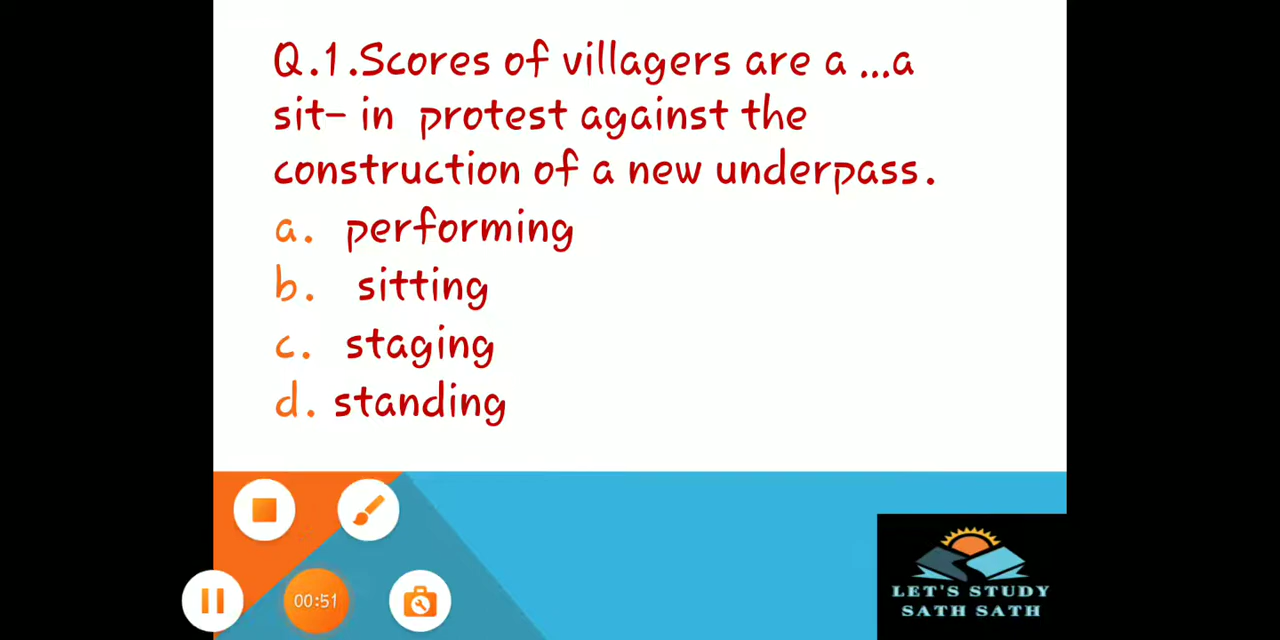 Q.1.Scores of villagers are a ...a
sit- in protest against the
construction of a new underpass.
a. performing
b. sitting
c. staging
d. standing
00:51
LET'S STUDY
SATH SATH